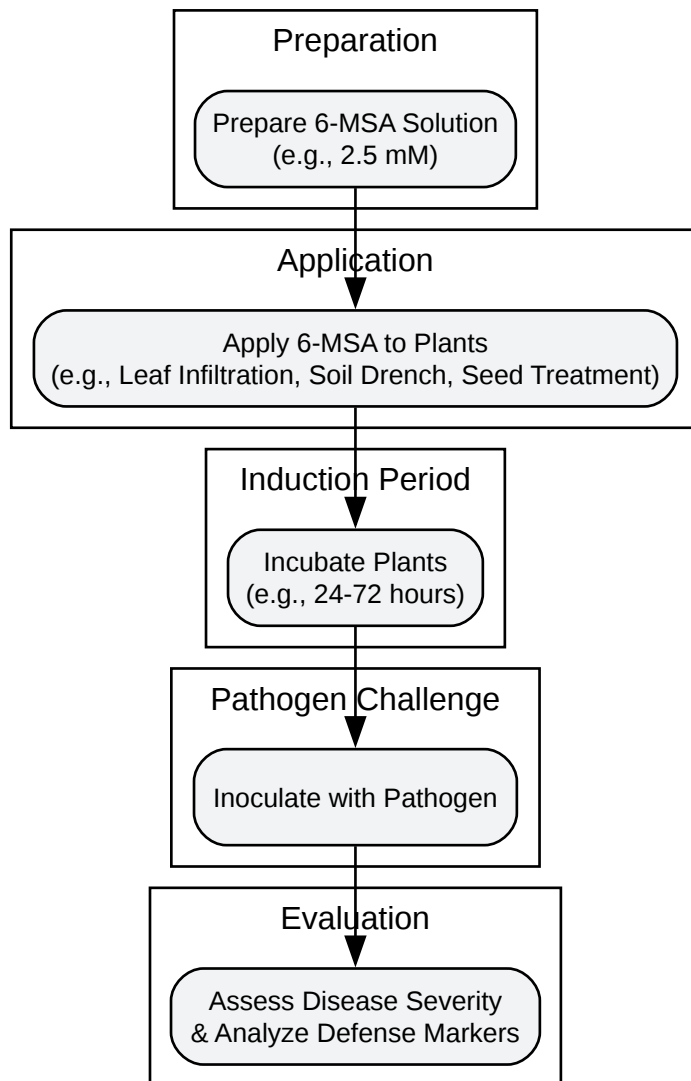 Preparation
Prepare 6-MSA Solution
(e.g., 2.5 mM)
Application
Apply 6-MSA to Plants
(e.g., Leaf Infiltration, Soil Drench, Seed Treatment)
Induction Period
Incubate Plants
(e.g., 24-72 hours)
Pathogen Challenge
Inoculate with Pathogen
Evaluation
Assess Disease Severity
& Analyze Defense Markers